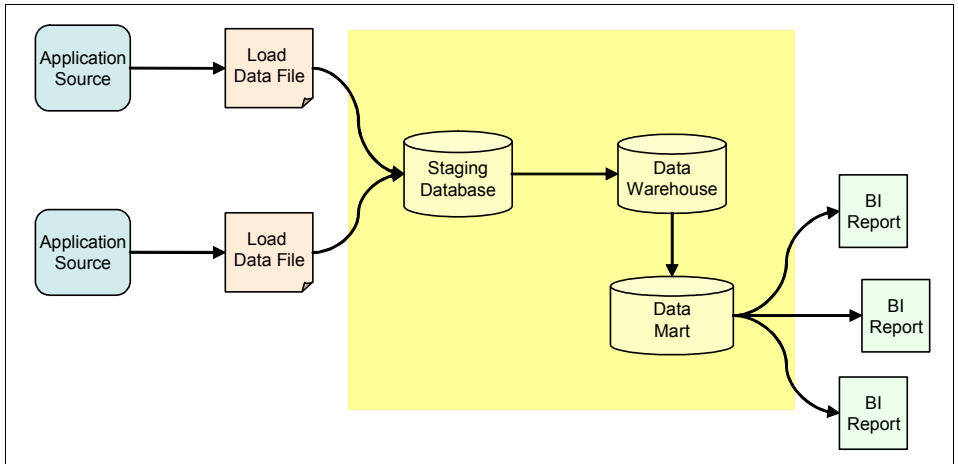 Application
Source
Load
Data File
Staging
Database
Data
Warehouse
Application
Source
Load
Data File
Data
Mart
BI
Report
BI
Report
BI
Report